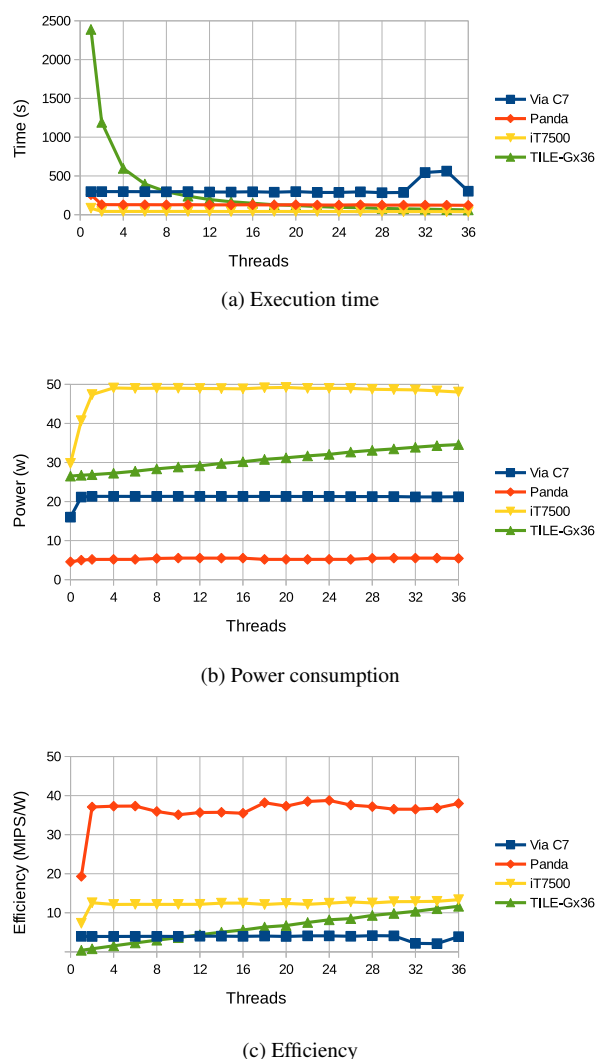 2500
2000
1500
1000
500
0
Time (s)
0 4 8 12 16 20 24 28 32 36
Threads
Via C7
Panda
iT7500
TILE-Gx36
(a) Execution time
50
40
30
20
10
0
Power (w)
0 4 8 12 16 20 24 28 32 36
Threads
Via C7
Panda
iT7500
TILE-Gx36
(b) Power consumption
50
40
30
20
10
Efficiency (MIPS/W)
0 4 8 12 16 20 24 28 32 36
Threads
Via C7
Panda
iT7500
TILE-Gx36
(c) Efficiency